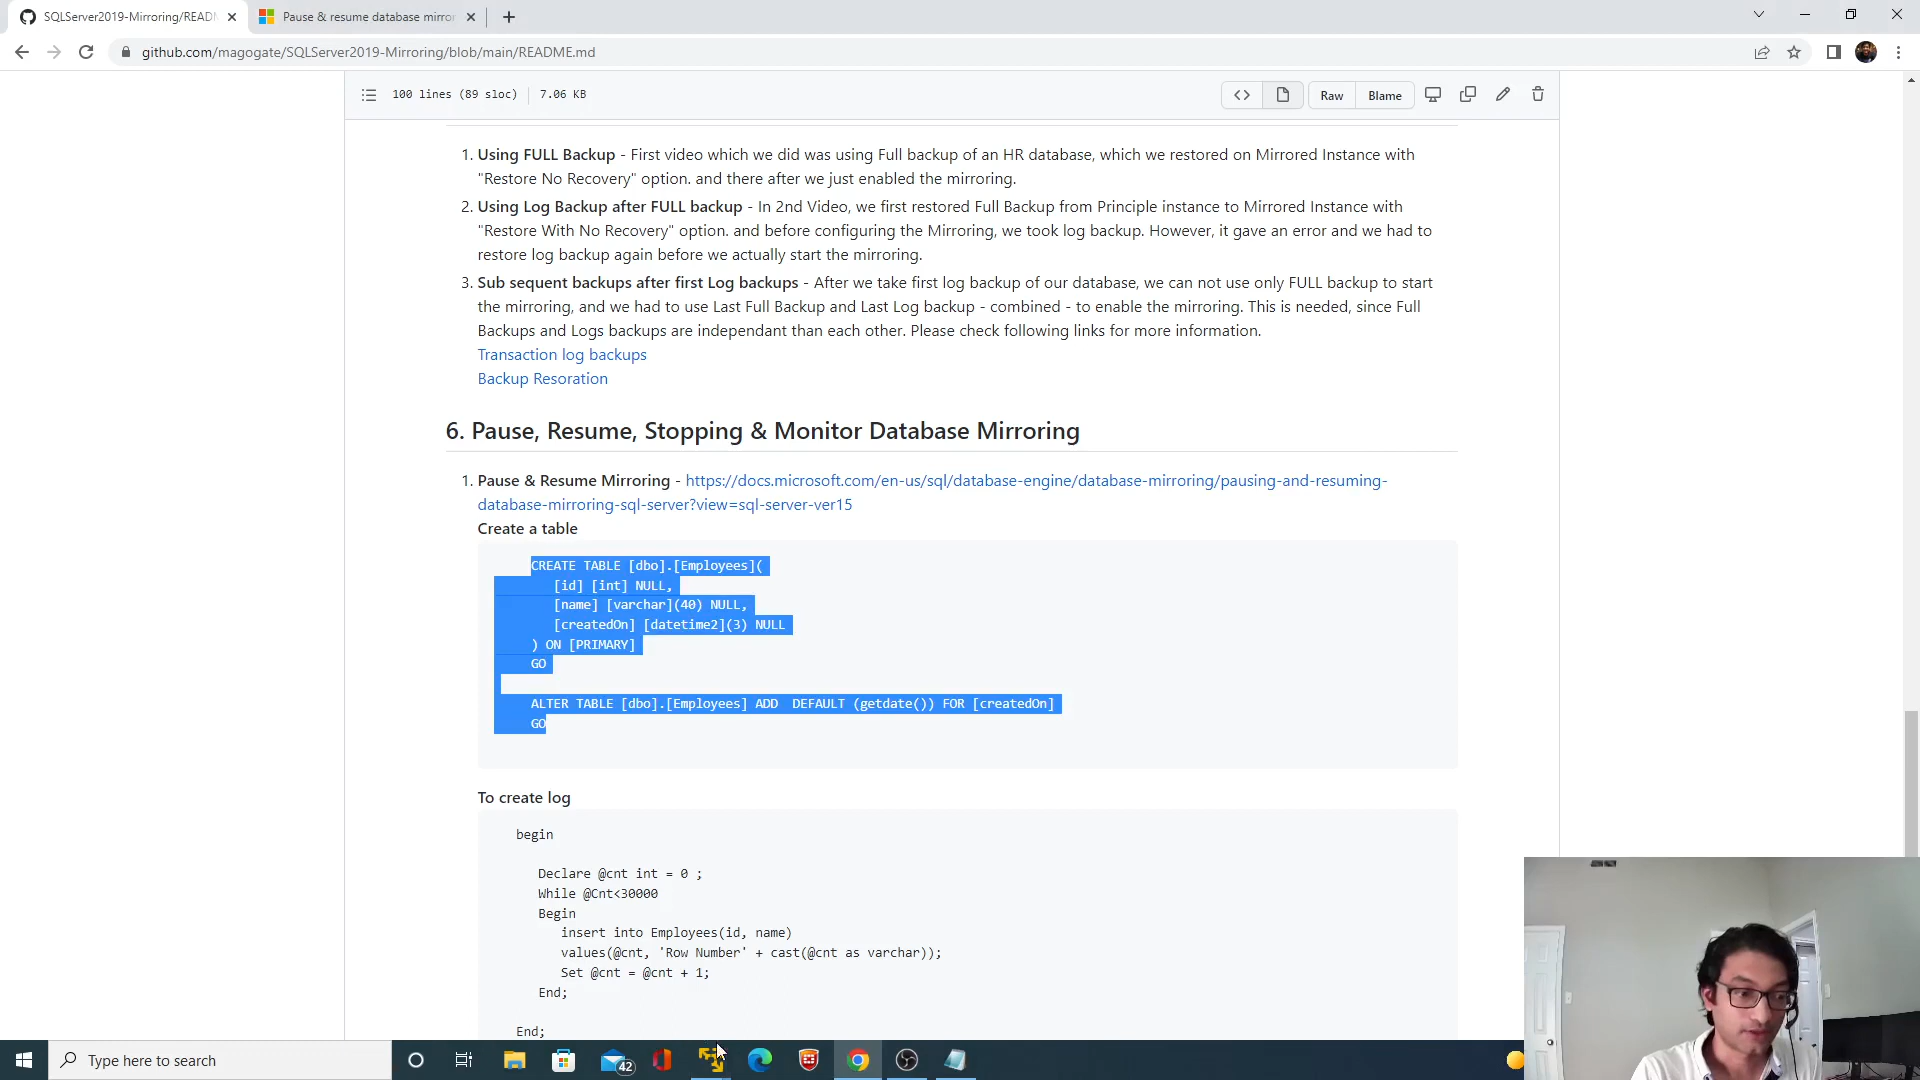 SQLServer2019-Mirroring/READM
Pause & resume database mirror
github.com/magogate/SQLServer2019-Mirroring/blob/main/README.md
100 lines (89 sloc) 7.06 KB
Raw Blame
1. Using FULL Backup - First video which we did was using Full backup of an HR database, which we restored on Mirrored Instance with
"Restore No Recovery" option. and there after we just enabled the mirroring.
2. Using Log Backup after FULL backup - In 2nd Video, we first restored Full Backup from Principle instance to Mirrored Instance with
"Restore With No Recovery" option. and before configuring the Mirroring, we took log backup. However, it gave an error and we had to
restore log backup again before we actually start the mirroring.
3. Sub sequent backups after first Log backups - After we take first log backup of our database, we can not use only FULL backup to start
the mirroring, and we had to use Last Full Backup and Last Log backup - combined - to enable the mirroring. This is needed, since Full
Backups and Logs backups are independant than each other. Please check following links for more information.
Transaction log backups
Backup Resoration
6. Pause, Resume, Stopping & Monitor Database Mirroring
1. Pause & Resume Mirroring - https://docs.microsoft.com/en-us/sql/database-engine/database-mirroring/pausing-and-resuming-
database-mirroring-sql-server?view=sql-server-ver15
Create a table
CREATE TABLE [dbo].[Employees](
[id] [int] NULL,
[name] [varchar](40) NULL,
[createdOn] [datetime2](3) NULL
) ON [PRIMARY]
GO
ALTER TABLE [dbo].[Employees] ADD  DEFAULT (getdate()) FOR [createdOn]
GO
To create log
begin
Declare @cnt int = 0 ;
While @Cnt<30000
Begin
insert into Employees(id, name)
values(@cnt, 'Row Number' + cast(@cnt as varchar));
Set @cnt = @cnt + 1;
End;
End;
Type here to search
42